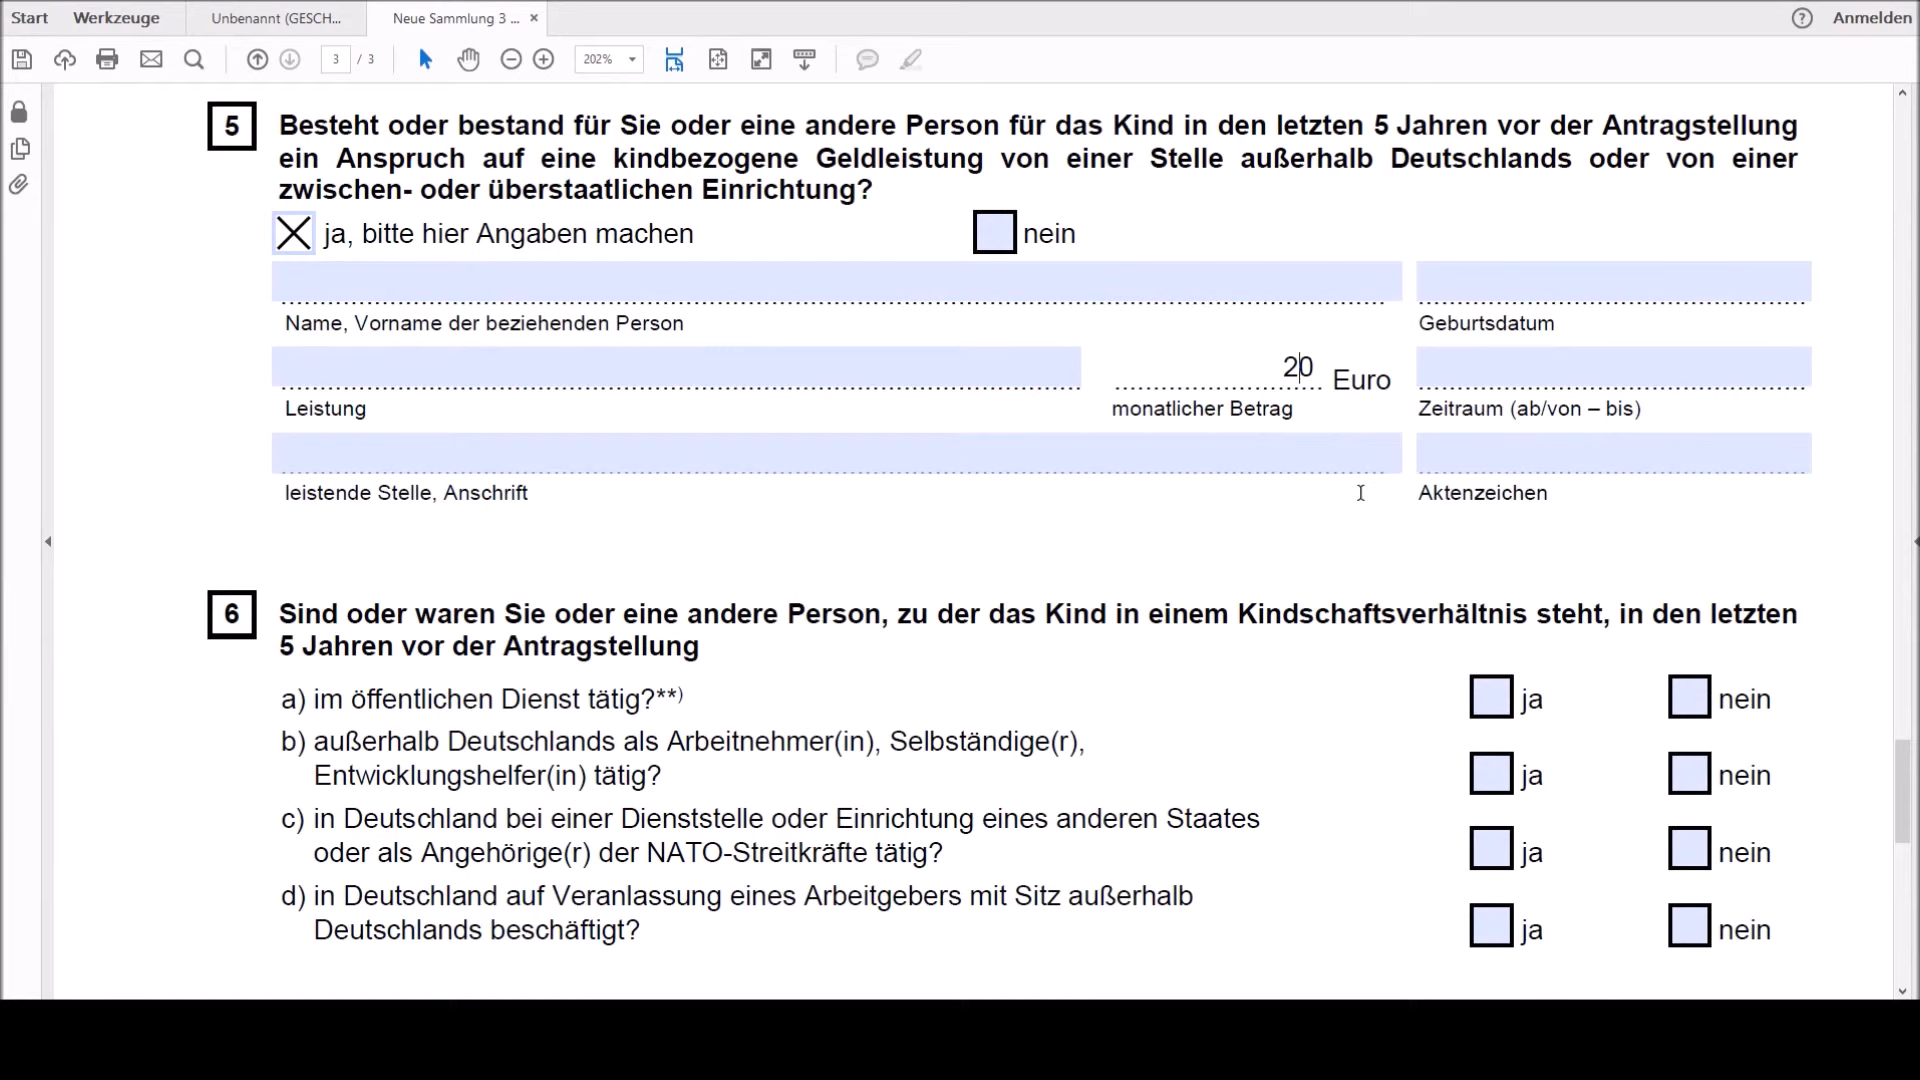 Start Werkzeuge Unbenannt (GESCH... Neue Sammlung 3 ... × ? Anmelden
3 / 3 202%
5 Besteht oder bestand für Sie oder eine andere Person für das Kind in den letzten 5 Jahren vor der Antragstellung
ein Anspruch auf eine kindbezogene Geldleistung von einer Stelle außerhalb Deutschlands oder von einer
zwischen- oder überstaatlichen Einrichtung?
ja, bitte hier Angaben machen nein
Name, Vorname der beziehenden Person Geburtsdatum
20 Euro
Leistung monatlicher Betrag Zeitraum (ab/von – bis)
leistende Stelle, Anschrift Aktenzeichen
6 Sind oder waren Sie oder eine andere Person, zu der das Kind in einem Kindschaftsverhältnis steht, in den letzten
5 Jahren vor der Antragstellung
a) im öffentlichen Dienst tätig?**) ja nein
b) außerhalb Deutschlands als Arbeitnehmer(in), Selbständige(r),
Entwicklungshelfer(in) tätig? ja nein
c) in Deutschland bei einer Dienststelle oder Einrichtung eines anderen Staates
oder als Angehörige(r) der NATO-Streitkräfte tätig? ja nein
d) in Deutschland auf Veranlassung eines Arbeitgebers mit Sitz außerhalb
Deutschlands beschäftigt? ja nein